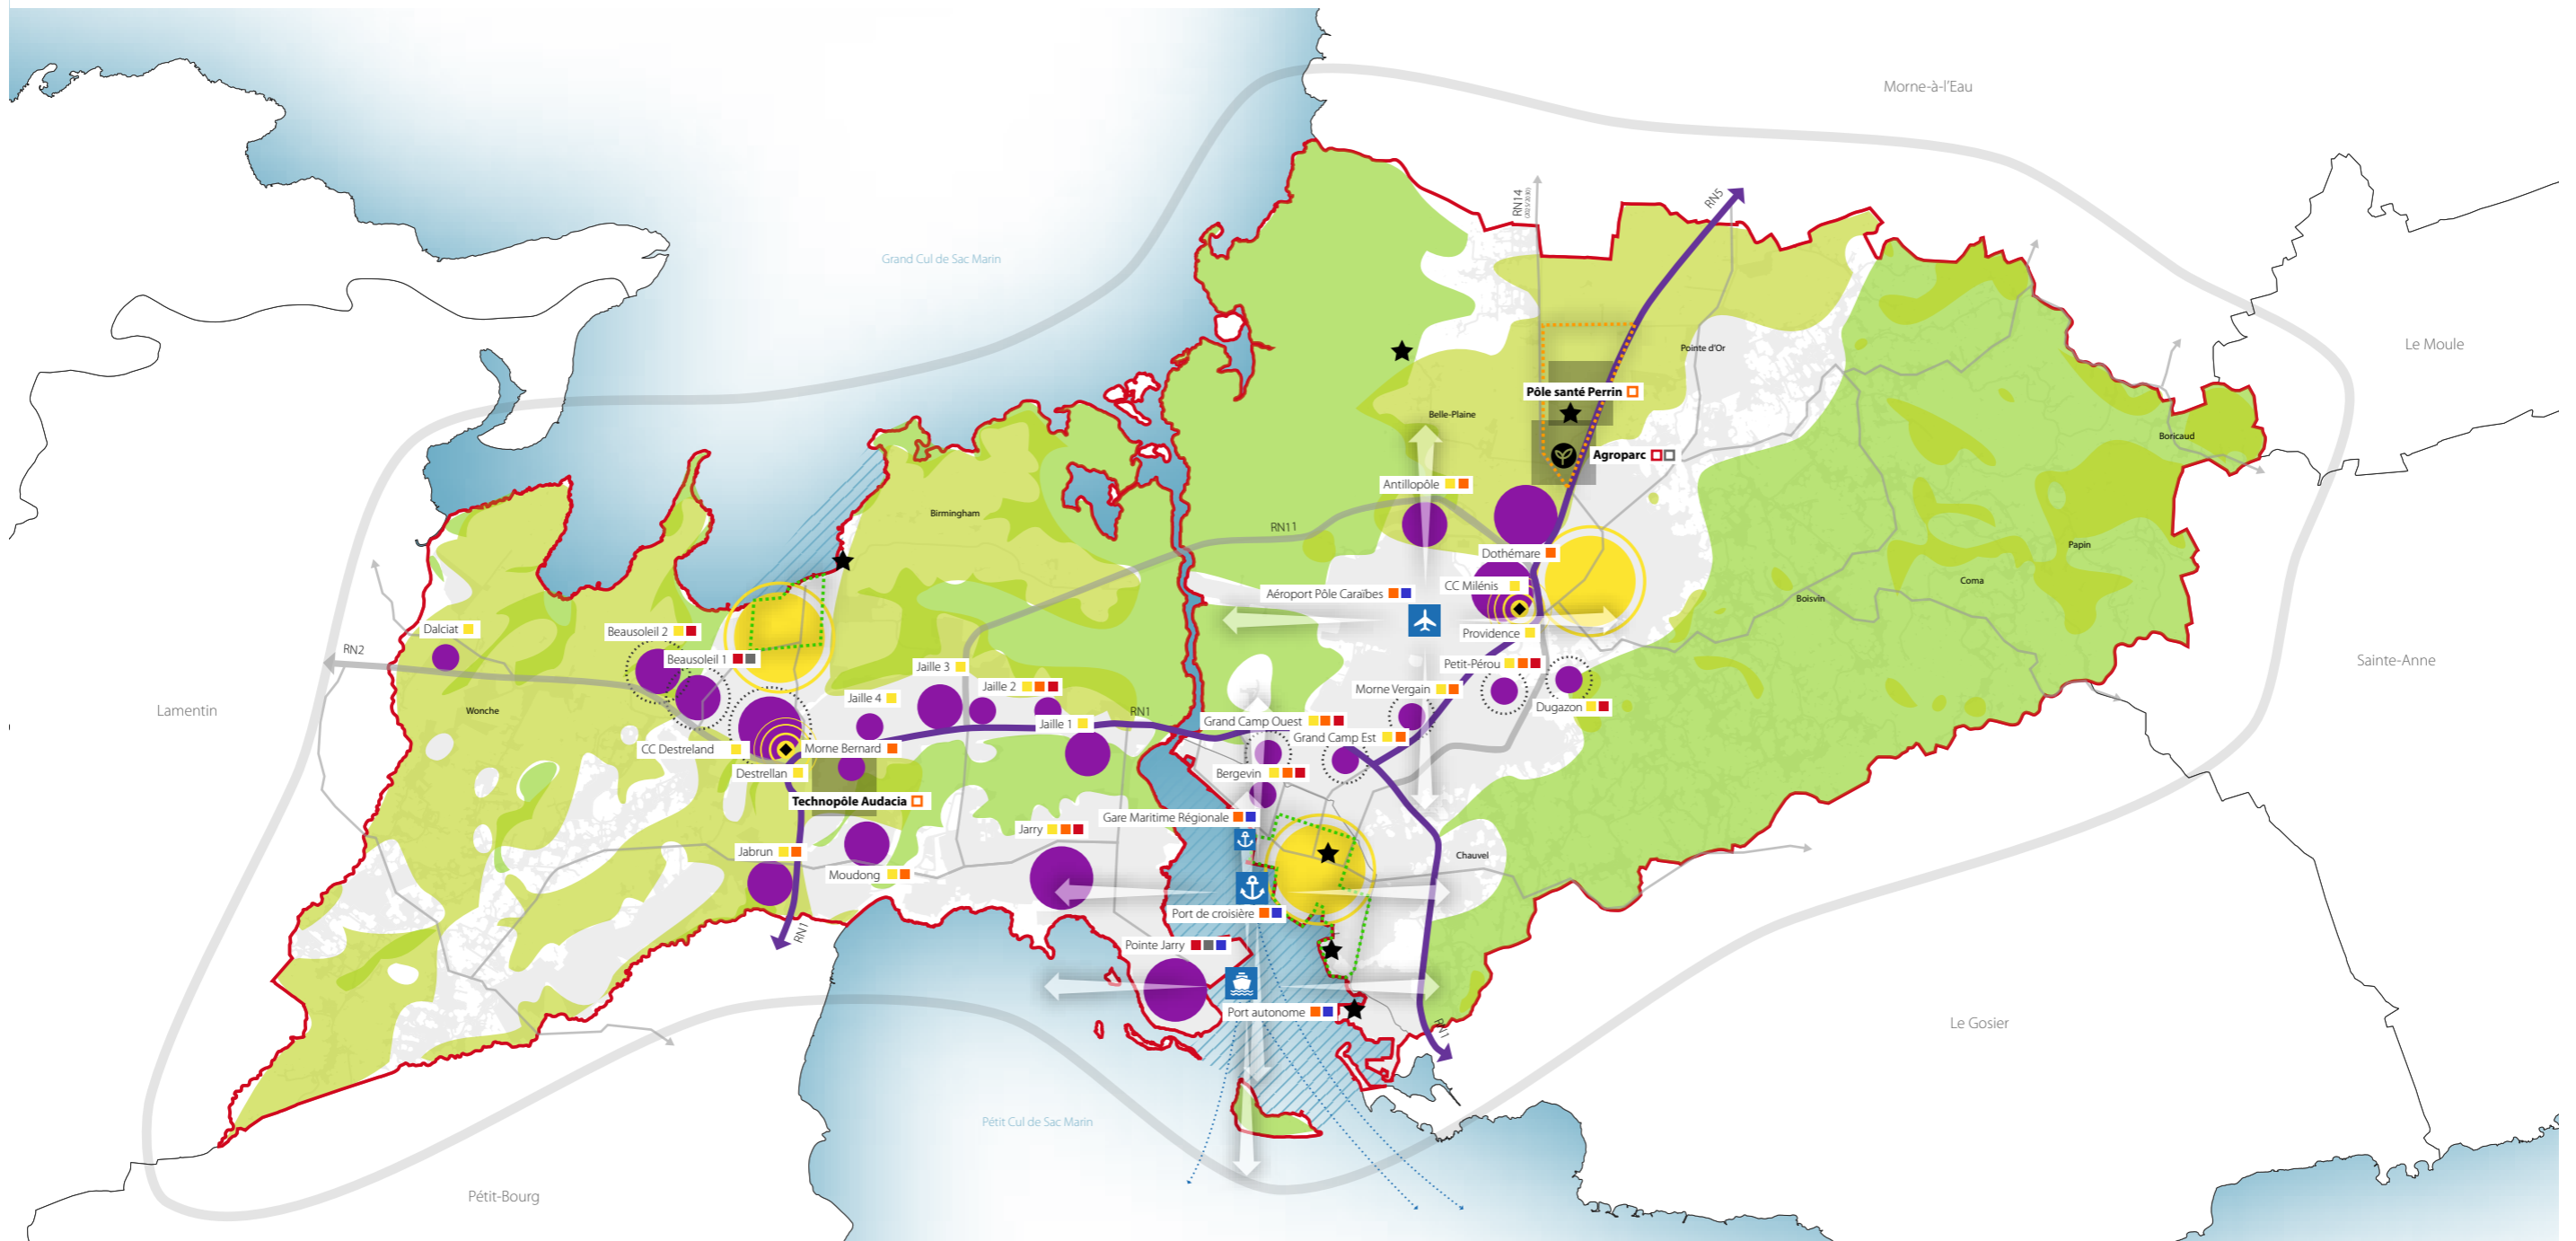 Morne-à-l'Eau
RN14
(2025/2030)
RN5
Grand Cul de Sac Marin
Le Moule
Pointe d'Or
Pôle santé Perrin
Belle-Plaine
Boricaud
Agroparc
Antillopôle
Birmingham
RN11
Papin
Dothémare
Coma
CC Milénis
Aéroport Pôle Caraïbes
Boisvin
Dalciat
Beausoleil 2
Providence
RN2
Beausoleil 1
Petit-Pérou
Sainte-Anne
Jaille 3
Jaille 2
Morne Vergain
Jaille 4
Dugazon
Lamentin
Wonche
RN1
Jaille 1
Grand Camp Ouest
Grand Camp Est
CC Destreland
Morne Bernard
Destrellan
Bergevin
Technopôle Audacia
Gare Maritime Régionale
Jarry
Jabrun
Chauvel
Moudong
Port de croisière
RN1
Pointe Jarry
Port autonome
Le Gosier
RN1
Pétit Cul de Sac Marin
Pétit-Bourg